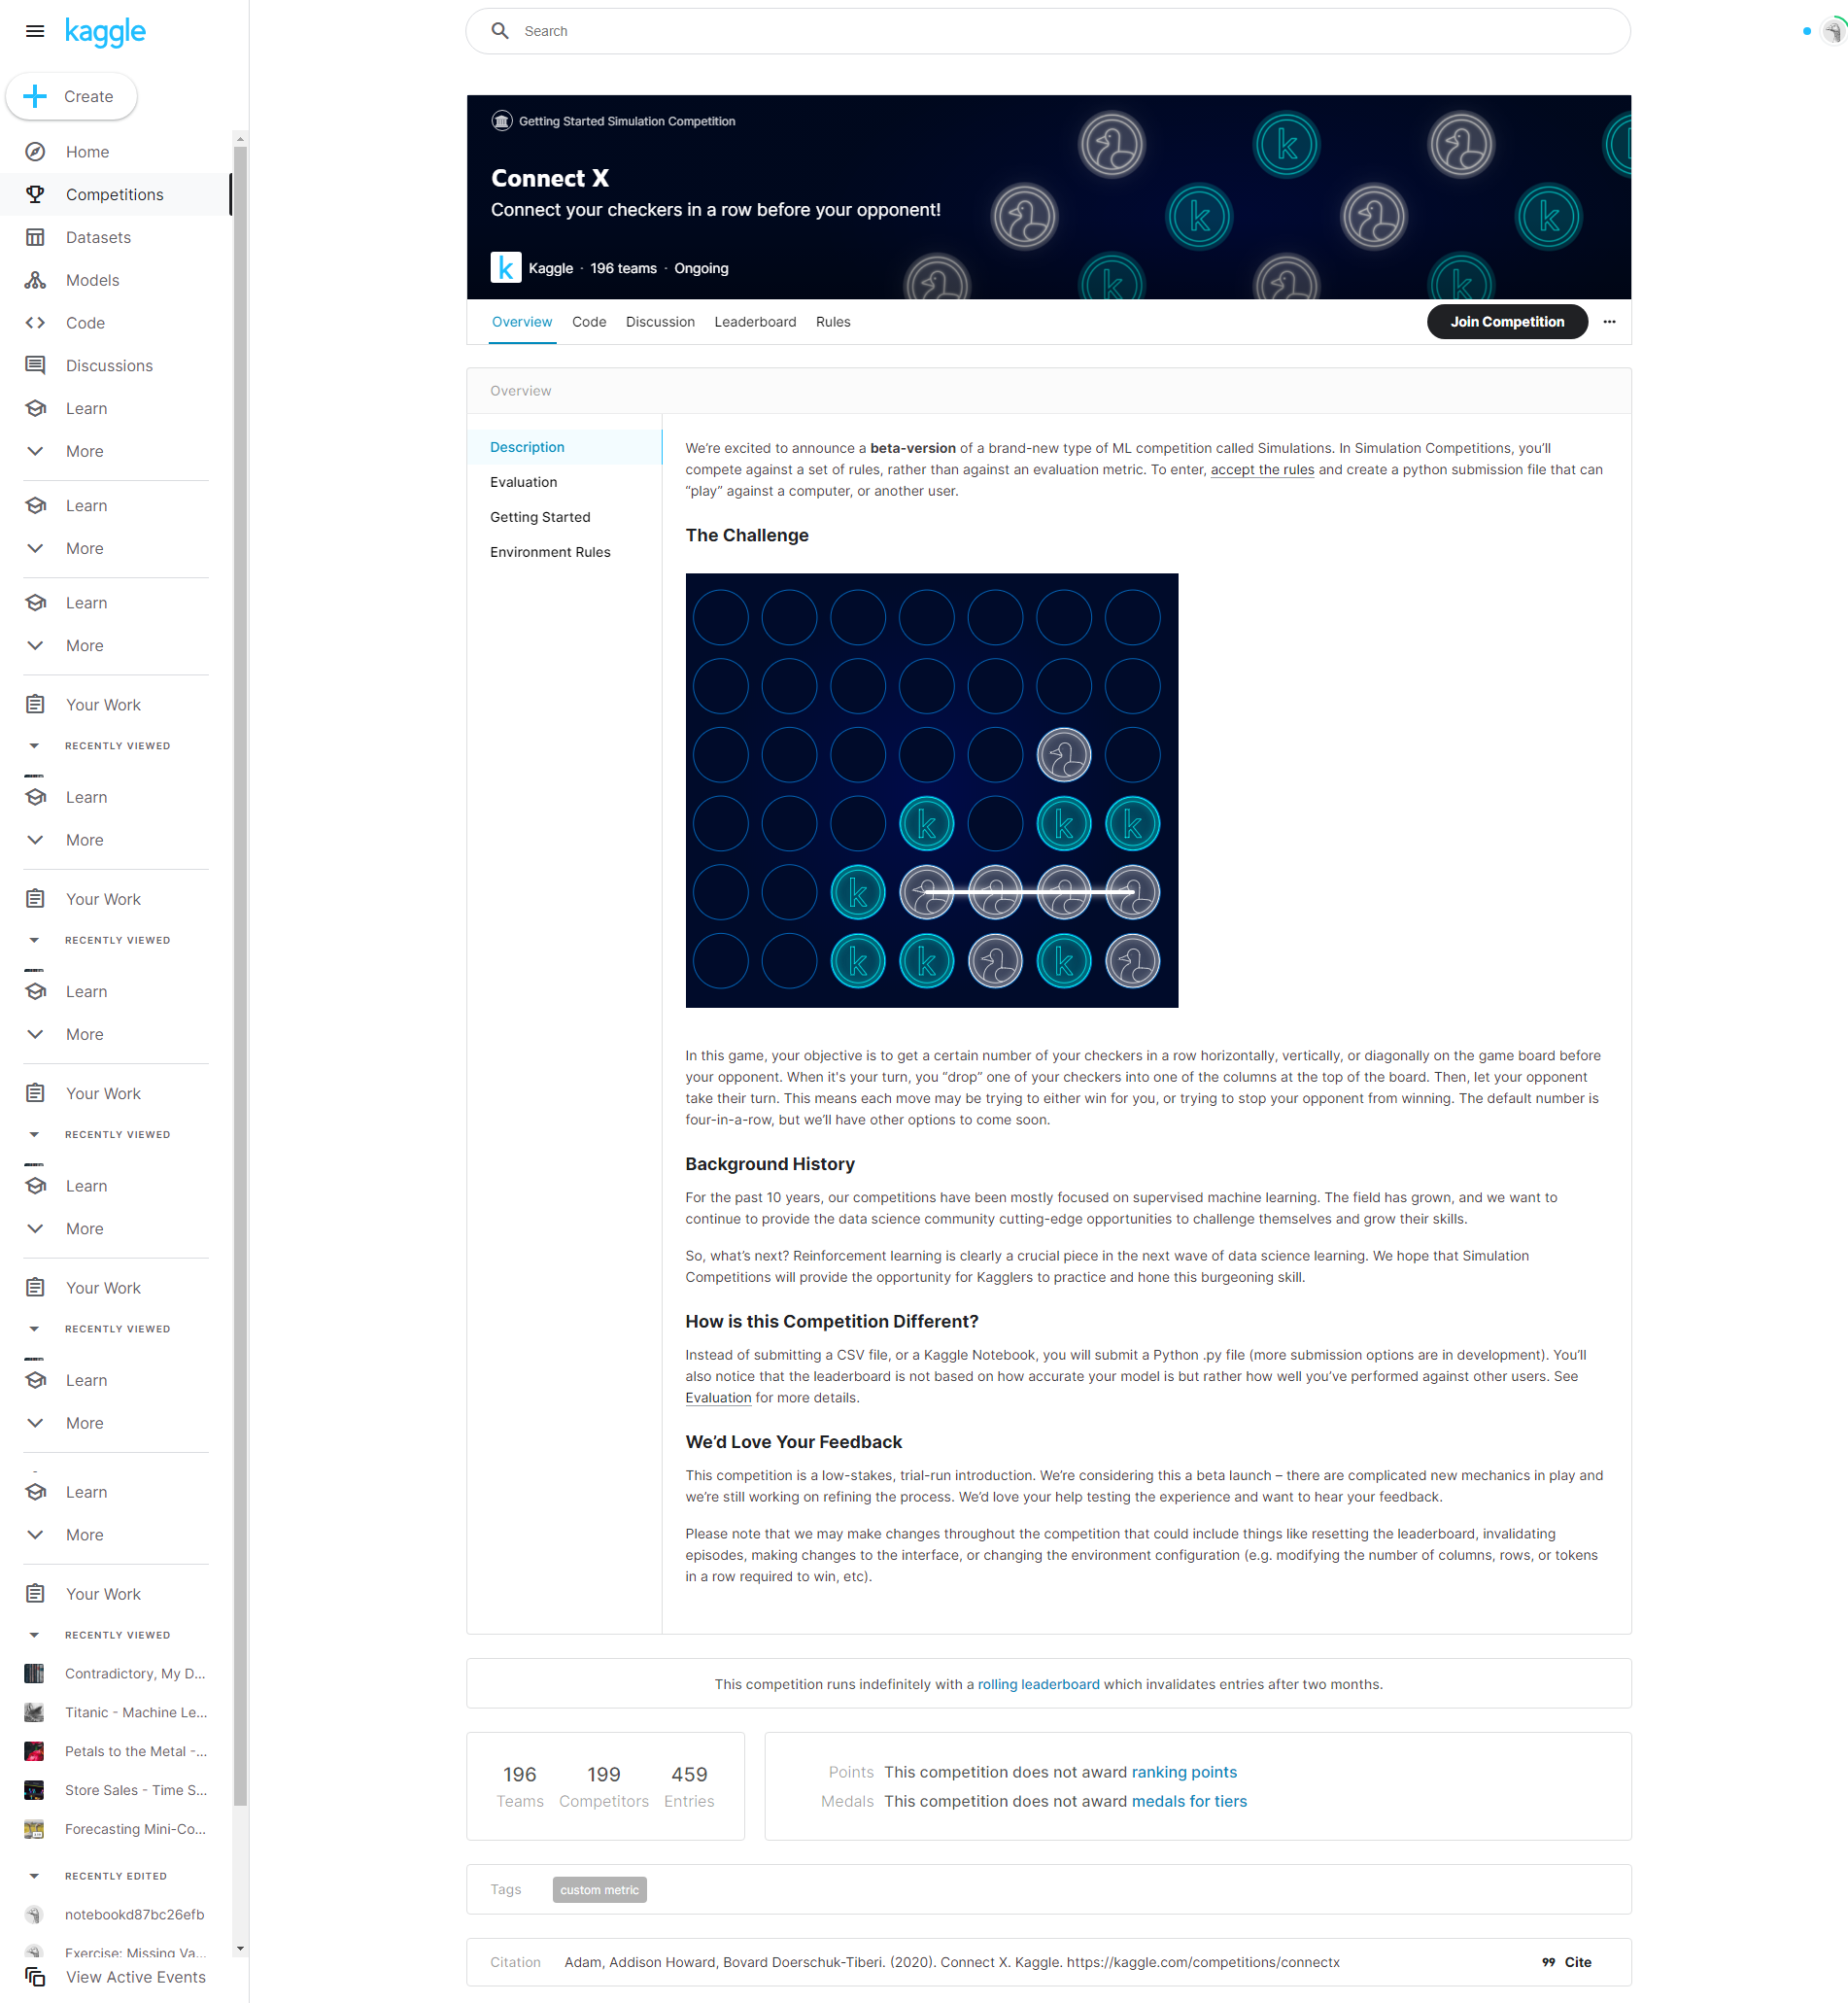 kaggle
Search
Create
Home
Competitions
Datasets
Models
Code
Discussions
Learn
More
Learn
More
Learn
More
Your Work
RECENTLY VIEWED
Learn
More
Your Work
RECENTLY VIEWED
Learn
More
Your Work
RECENTLY VIEWED
Learn
More
Your Work
RECENTLY VIEWED
Learn
More
Learn
More
Your Work
RECENTLY VIEWED
Contradictory, My D...
Titanic - Machine Le...
Petals to the Metal -...
Store Sales - Time S...
Forecasting Mini-Co...
RECENTLY EDITED
notebookd87bc26efb
Exercise: Missing Va...
View Active Events
Getting Started Simulation Competition
Connect X
Connect your checkers in a row before your opponent!
k Kaggle · 196 teams · Ongoing
k
k
k
k
k
k
Overview Code Discussion Leaderboard Rules
Join Competition
Overview
Description
Evaluation
Getting Started
Environment Rules
We’re excited to announce a beta-version of a brand-new type of ML competition called Simulations. In Simulation Competitions, you’ll
compete against a set of rules, rather than against an evaluation metric. To enter, accept the rules and create a python submission file that can
“play” against a computer, or another user.
The Challenge
k k k
k
k k k
In this game, your objective is to get a certain number of your checkers in a row horizontally, vertically, or diagonally on the game board before
your opponent. When it's your turn, you “drop” one of your checkers into one of the columns at the top of the board. Then, let your opponent
take their turn. This means each move may be trying to either win for you, or trying to stop your opponent from winning. The default number is
four-in-a-row, but we’ll have other options to come soon.
Background History
For the past 10 years, our competitions have been mostly focused on supervised machine learning. The field has grown, and we want to
continue to provide the data science community cutting-edge opportunities to challenge themselves and grow their skills.
So, what’s next? Reinforcement learning is clearly a crucial piece in the next wave of data science learning. We hope that Simulation
Competitions will provide the opportunity for Kagglers to practice and hone this burgeoning skill.
How is this Competition Different?
Instead of submitting a CSV file, or a Kaggle Notebook, you will submit a Python .py file (more submission options are in development). You’ll
also notice that the leaderboard is not based on how accurate your model is but rather how well you’ve performed against other users. See
Evaluation for more details.
We’d Love Your Feedback
This competition is a low-stakes, trial-run introduction. We’re considering this a beta launch – there are complicated new mechanics in play and
we’re still working on refining the process. We’d love your help testing the experience and want to hear your feedback.
Please note that we may make changes throughout the competition that could include things like resetting the leaderboard, invalidating
episodes, making changes to the interface, or changing the environment configuration (e.g. modifying the number of columns, rows, or tokens
in a row required to win, etc).
This competition runs indefinitely with a rolling leaderboard which invalidates entries after two months.
196 199 459
Teams Competitors Entries
Points This competition does not award ranking points
Medals This competition does not award medals for tiers
Tags custom metric
Citation Adam, Addison Howard, Bovard Doerschuk-Tiberi. (2020). Connect X. Kaggle. https://kaggle.com/competitions/connectx
Cite